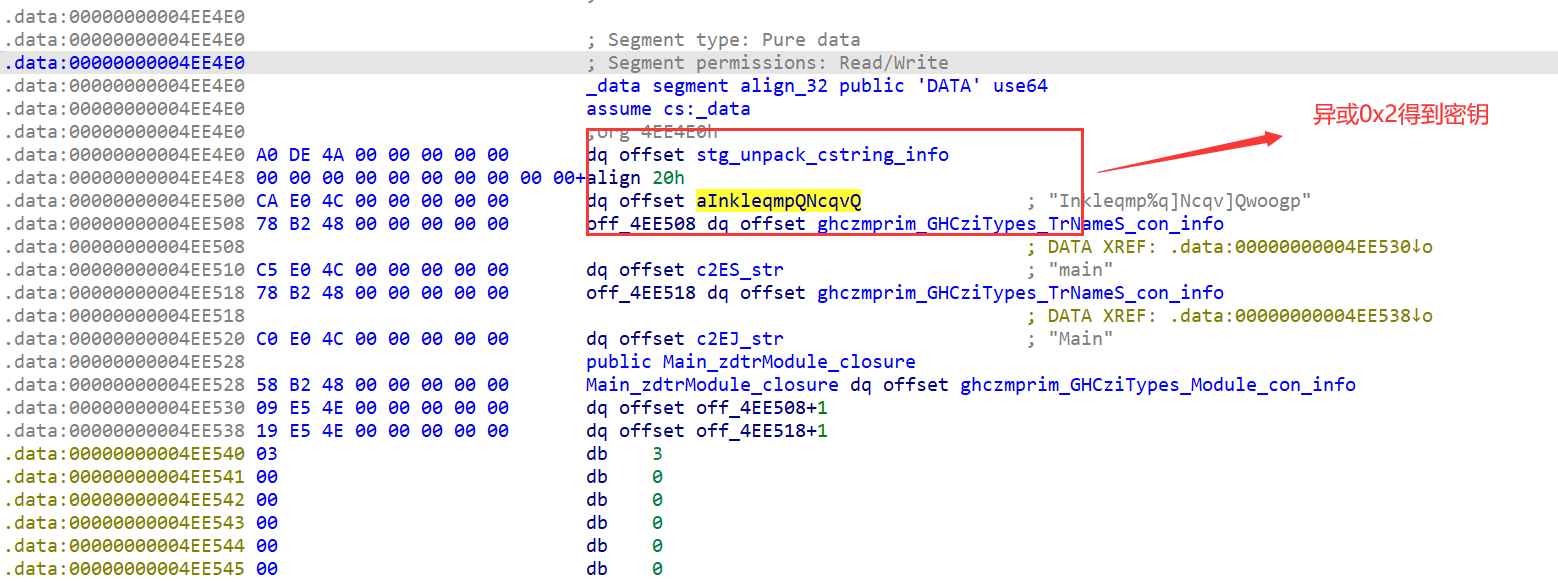 .data:00000000004EE4E0
.data:00000000004EE4E0 ; Segment type: Pure data
.data:00000000004EE4E0 ; Segment permissions: Read/Write
.data:00000000004EE4E0 _data segment align_32 public 'DATA' use64
.data:00000000004EE4E0 assume cs:_data
异或0x2得到密钥
.data:00000000004EE4E0 ;org 4EE4E0h
.data:00000000004EE4E0 A0 DE 4A 00 00 00 00 00 dq offset stg_unpack_cstring_info
.data:00000000004EE4E8 00 00 00 00 00 00 00 00 00+align 20h
.data:00000000004EE500 CA E0 4C 00 00 00 00 00 dq offset aInkleqmpQNcqvQ ; "Inkleqmp%q]Ncqv]Qwoogp"
.data:00000000004EE508 78 B2 48 00 00 00 00 00 off_4EE508 dq offset ghczmprim_GHCziTypes_TrNameS_con_info
.data:00000000004EE508 ; DATA XREF: .data:00000000004EE530↓o
.data:00000000004EE510 C5 E0 4C 00 00 00 00 00 dq offset c2ES_str ; "main"
.data:00000000004EE518 78 B2 48 00 00 00 00 00 off_4EE518 dq offset ghczmprim_GHCziTypes_TrNameS_con_info
.data:00000000004EE518 ; DATA XREF: .data:00000000004EE538↓o
.data:00000000004EE520 C0 E0 4C 00 00 00 00 00 dq offset c2EJ_str ; "Main"
.data:00000000004EE528 public Main_zdtrModule_closure
.data:00000000004EE528 58 B2 48 00 00 00 00 00 Main_zdtrModule_closure dq offset ghczmprim_GHCziTypes_Module_con_info
.data:00000000004EE530 09 E5 4E 00 00 00 00 00 dq offset off_4EE508+1
.data:00000000004EE538 19 E5 4E 00 00 00 00 00 dq offset off_4EE518+1
.data:00000000004EE540 03 db 3
.data:00000000004EE541 00 db 0
.data:00000000004EE542 00 db 0
.data:00000000004EE543 00 db 0
.data:00000000004EE544 00 db 0
.data:00000000004EE545 00 db 0